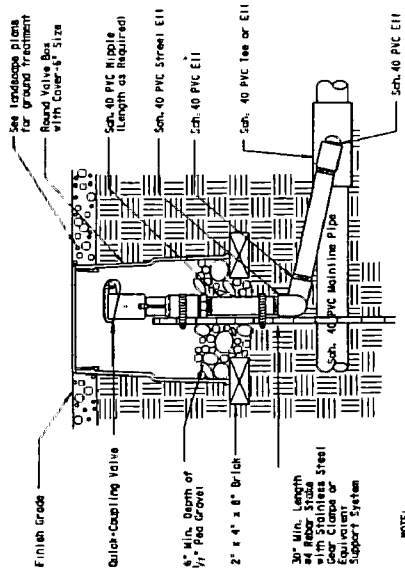 See landscape plans
for ground treatment
Round Valve Box
with Cover-6" Size
Sch. 40 PVC Nipple
(Length as Required)
Sch. 40 PVC Street Ell
Sch. 40 PVC Ell
Sch. 40 PVC Tee or Ell
Sch. 40 PVC Ell
Sch. 40 PVC Mainline Pipe
Finish Grade
Quick-Coupling Valve
6" Min. Depth of
Pea Gravel
2" x 4" x 8" Brick
30" Min. Length
#4 Rebar Stake
with Stainless Steel
Gear Clamps or
Equivalent
Support System
NOTE: